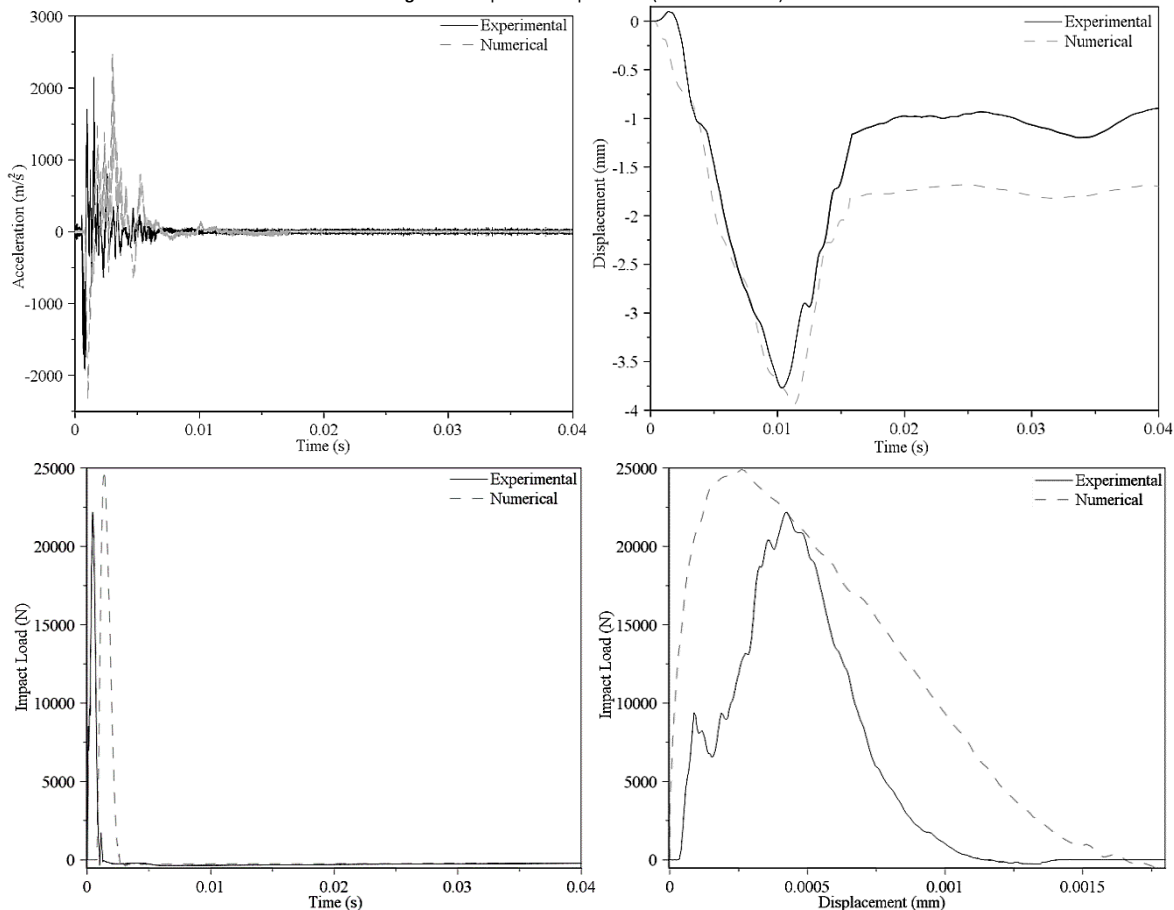 3000
2000
1000
0
-1000
-2000
Acceleration (m/s²)
Experimental
Numerical
0
0.01
0.02
0.03
0.04
Time (s)
0
-0.5
-1
-1.5
-2
-2.5
-3
-3.5
-4
Displacement (mm)
Experimental
Numerical
0
0.01
0.02
0.03
0.04
Time (s)
25000
20000
15000
10000
5000
0
Impact Load (N)
Experimental
Numerical
0
0.01
0.02
0.03
0.04
Time (s)
25000
20000
15000
10000
5000
0
Impact Load (N)
Experimental
Numerical
0
0.0005
0.001
0.0015
Displacement (mm)